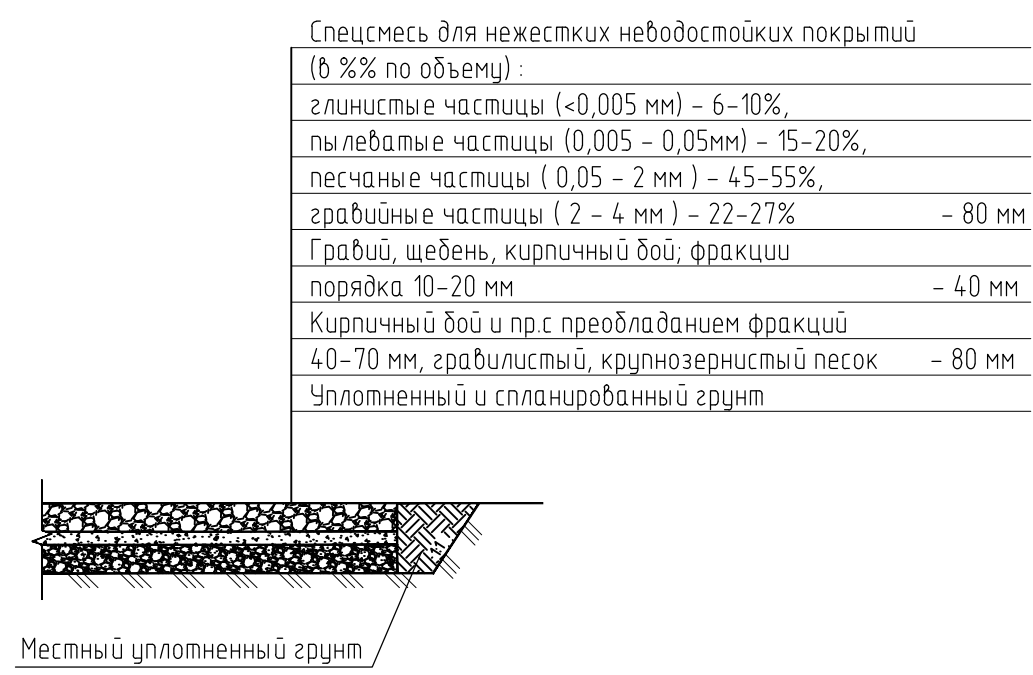 Спецсмесь для нежестких неводостойких покрытий
(в %% по объему) :
глинистые частицы (<0,005 мм) - 6-10%,
пылеватые частицы (0,005 - 0,05мм) - 15-20%,
песчаные частицы ( 0,05 - 2 мм ) - 45-55%,
гравийные частицы ( 2 - 4 мм ) - 22-27% - 80 мм
Гравий, щебень, кирпичный бой; фракции
порядка 10-20 мм - 40 мм
Кирпичный бой и пр.с преобладанием фракций
40-70 мм, гравилистый, крупнозернистый песок - 80 мм
Уплотненный и спланированный грунт
1:1
Местный уплотненный грунт